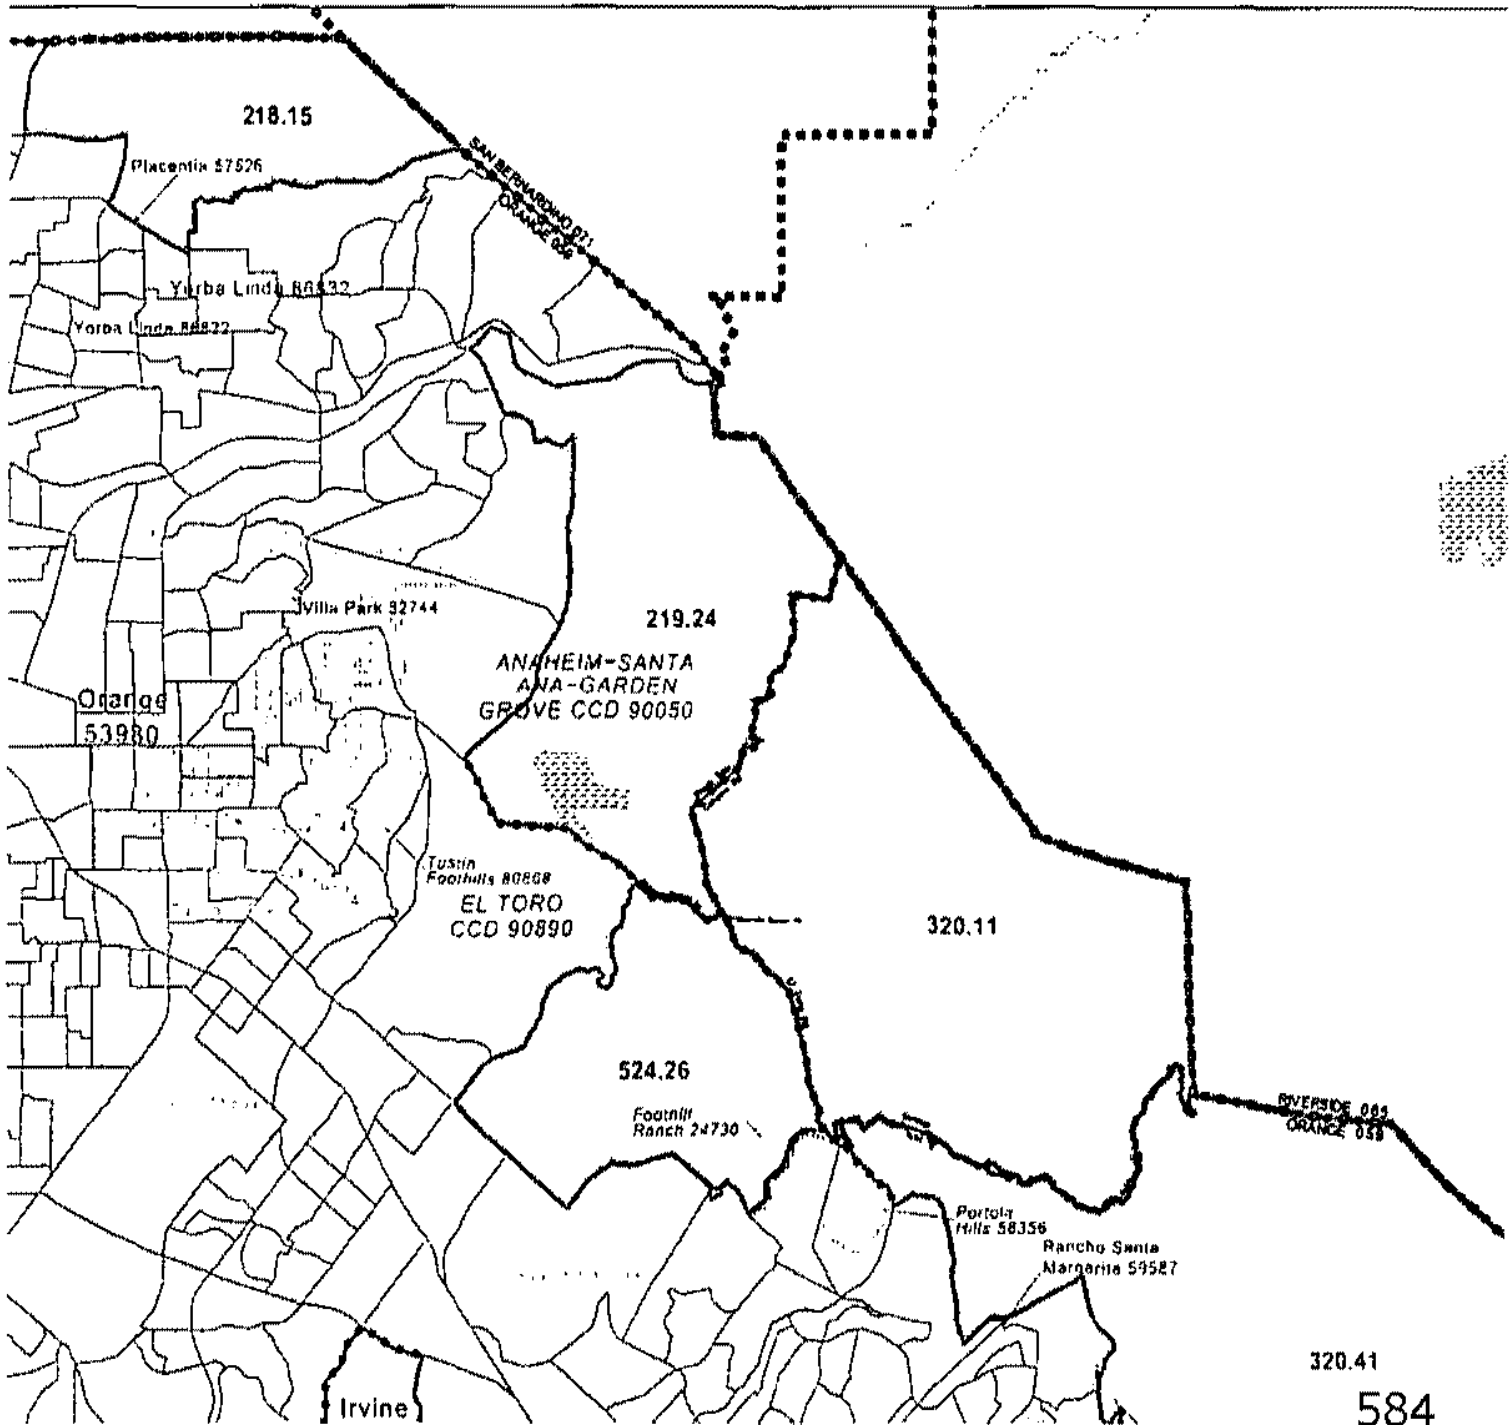 218.15
Placentia 57526
SAN BERNARDINO 071
ORANGE 059
Yorba Linda 86832
Yorba Linda 86832
Villa Park 82744
219.24
ANAHEIM-SANTA
ANA-GARDEN
GROVE CCD 90050
Orange
53980
Tustin
Foothills 80868
EL TORO
CCD 90890
320.11
524.26
Foothill
Ranch 24730
RIVERSIDE 065
ORANGE 059
Portola
Hills 58356
Rancho Santa
Margarita 59587
320.41
584
Irvine